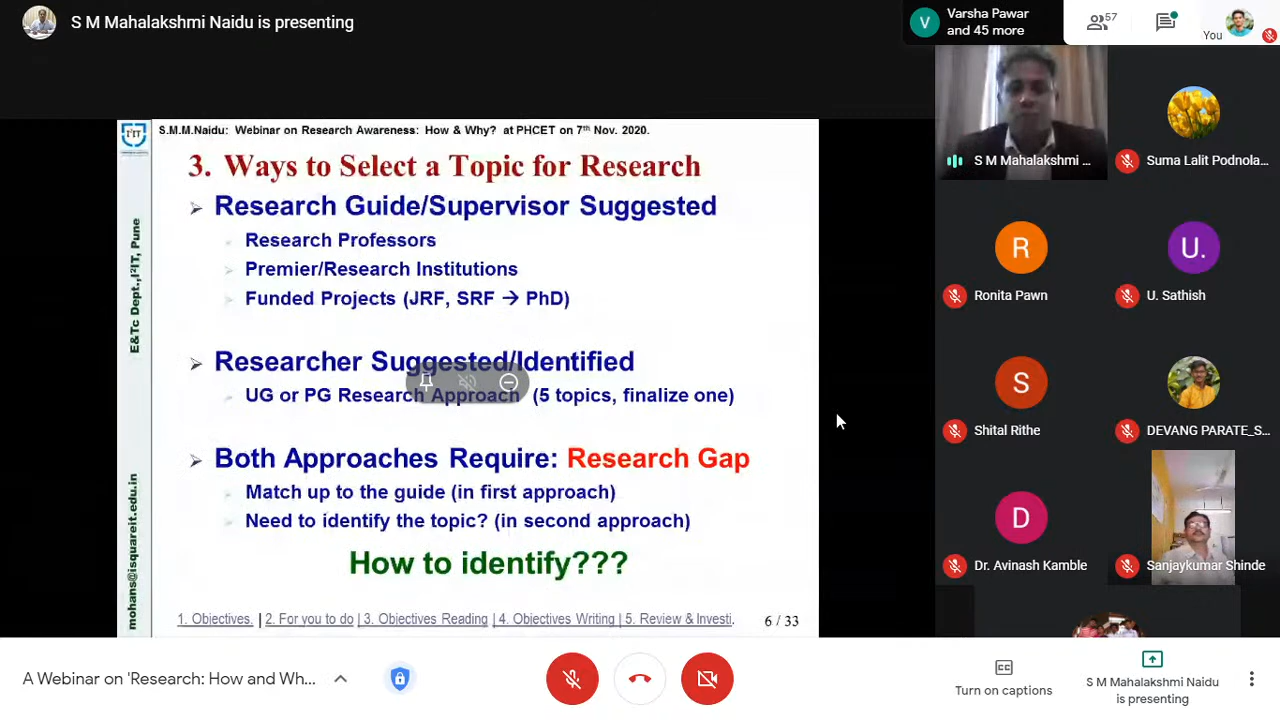 S M Mahalakshmi Naidu is presenting
V
Varsha Pawar
and 45 more
57
You
I²IT
S.M.M.Naidu: Webinar on Research Awareness: How & Why? at PHCET on 7th Nov. 2020.
3. Ways to Select a Topic for Research
Research Guide/Supervisor Suggested
Research Professors
Premier/Research Institutions
Funded Projects (JRF, SRF → PhD)
Researcher Suggested/Identified
UG or PG Research Approach (5 topics, finalize one)
Both Approaches Require: Research Gap
Match up to the guide (in first approach)
Need to identify the topic? (in second approach)
How to identify???
1. Objectives. | 2. For you to do | 3. Objectives Reading | 4. Objectives Writing | 5. Review & Investi.
6 / 33
E&Tc Dept.,I²IT, Pune
mohans@isquareit.edu.in
S M Mahalakshmi ...
Suma Lalit Podnola...
R
Ronita Pawn
U.
U. Sathish
S
Shital Rithe
DEVANG PARATE_S...
D
Dr. Avinash Kamble
Sanjaykumar Shinde
A Webinar on 'Research: How and Wh...
CC
Turn on captions
S M Mahalakshmi Naidu
is presenting